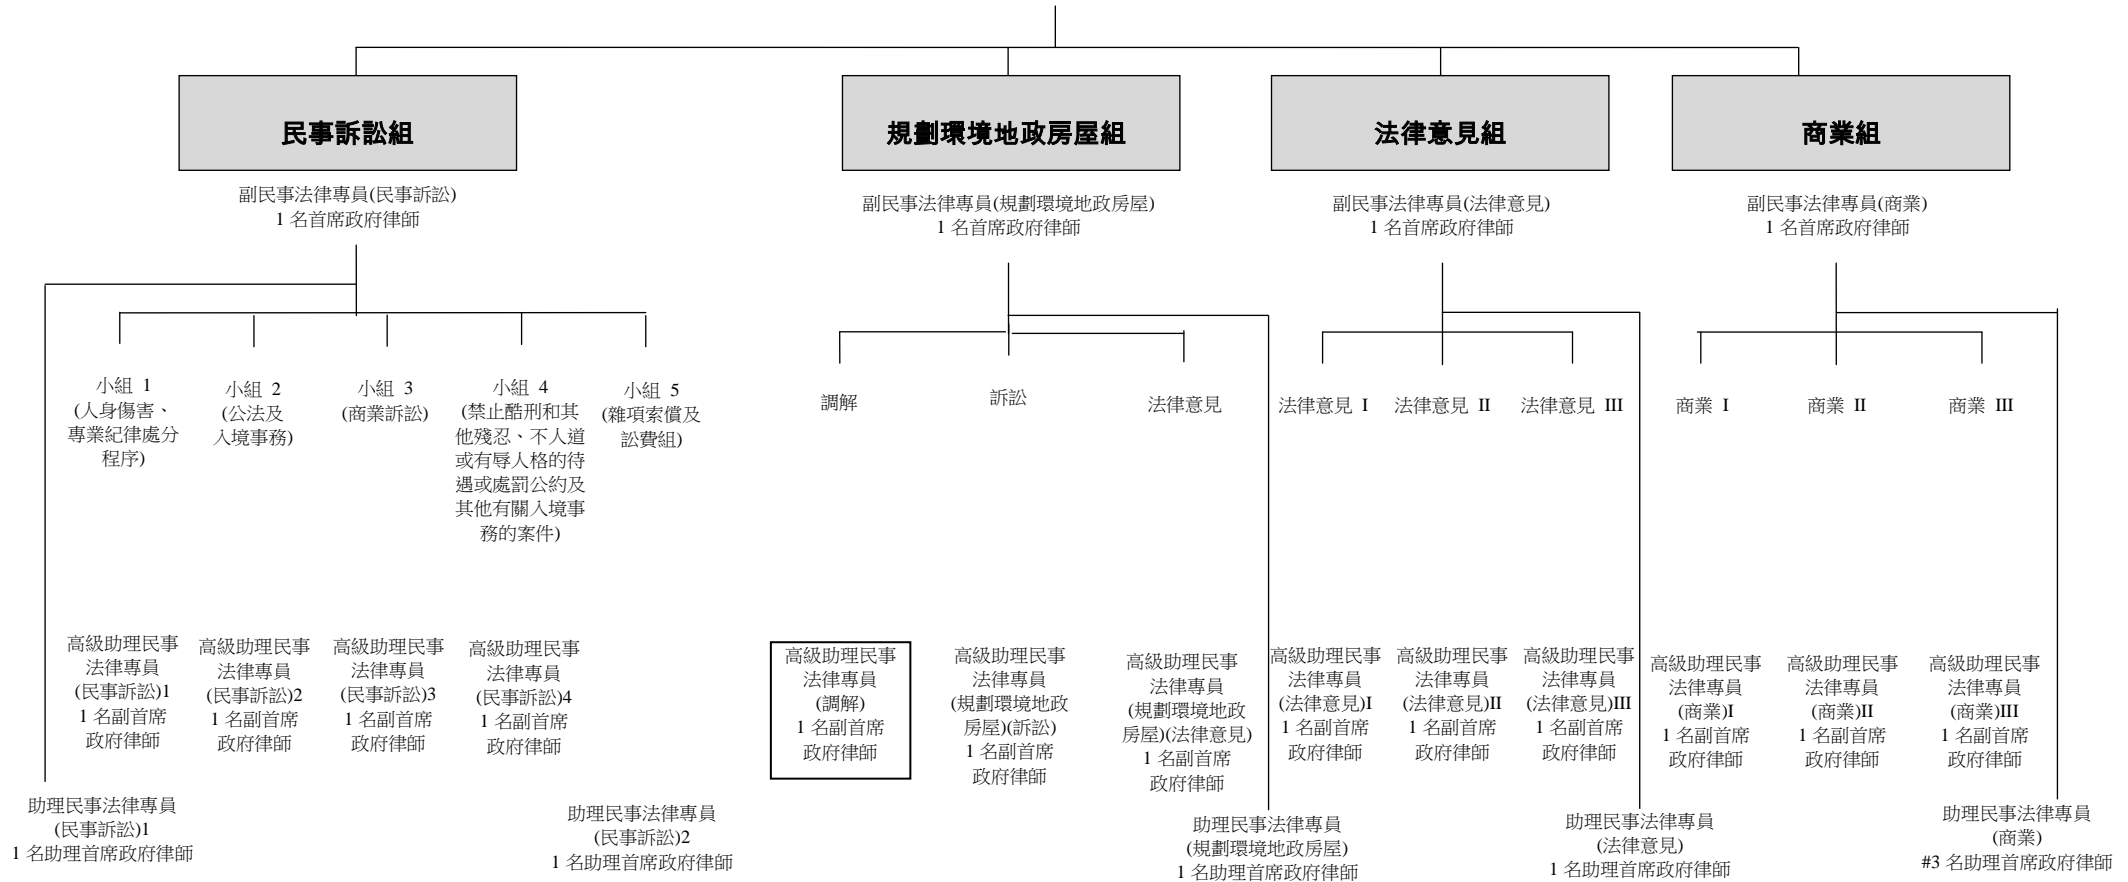 民事訴訟組
副民事法律專員(民事訴訟)
1 名首席政府律師
小組 1
(人身傷害、
專業紀律處分
程序)
小組 2
(公法及
入境事務)
小組 3
(商業訴訟)
小組 4
(禁止酷刑和其
他殘忍、不人道
或有辱人格的待
遇或處罰公約及
其他有關入境事
務的案件)
小組 5
(雜項索償及
訟費組)
高級助理民事
法律專員
(民事訴訟)1
1 名副首席
政府律師
高級助理民事
法律專員
(民事訴訟)2
1 名副首席
政府律師
高級助理民事
法律專員
(民事訴訟)3
1 名副首席
政府律師
高級助理民事
法律專員
(民事訴訟)4
1 名副首席
政府律師
助理民事法律專員
(民事訴訟)1
1 名助理首席政府律師
助理民事法律專員
(民事訴訟)2
1 名助理首席政府律師
規劃環境地政房屋組
副民事法律專員(規劃環境地政房屋)
1 名首席政府律師
調解
訴訟
法律意見
高級助理民事
法律專員
(調解)
1 名副首席
政府律師
高級助理民事
法律專員
(規劃環境地政
房屋)(訴訟)
1 名副首席
政府律師
高級助理民事
法律專員
(規劃環境地政
房屋)(法律意見)
1 名副首席
政府律師
助理民事法律專員
(規劃環境地政房屋)
1 名助理首席政府律師
法律意見組
副民事法律專員(法律意見)
1 名首席政府律師
法律意見 I
法律意見 II
法律意見 III
高級助理民事
法律專員
(法律意見)I
1 名副首席
政府律師
高級助理民事
法律專員
(法律意見)II
1 名副首席
政府律師
高級助理民事
法律專員
(法律意見)III
1 名副首席
政府律師
助理民事法律專員
(法律意見)
1 名助理首席政府律師
商業組
副民事法律專員(商業)
1 名首席政府律師
商業 I
商業 II
商業 III
高級助理民事
法律專員
(商業)I
1 名副首席
政府律師
高級助理民事
法律專員
(商業)II
1 名副首席
政府律師
高級助理民事
法律專員
(商業)III
1 名副首席
政府律師
助理民事法律專員
(商業)
#3 名助理首席政府律師